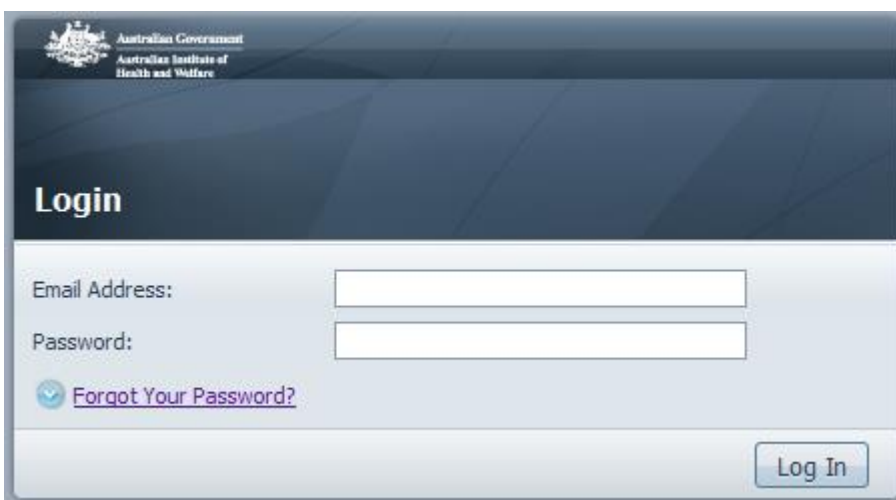 Australian Government
Australian Institute of
Health and Welfare
Login
Email Address:
Password:
Forgot Your Password?
Log In